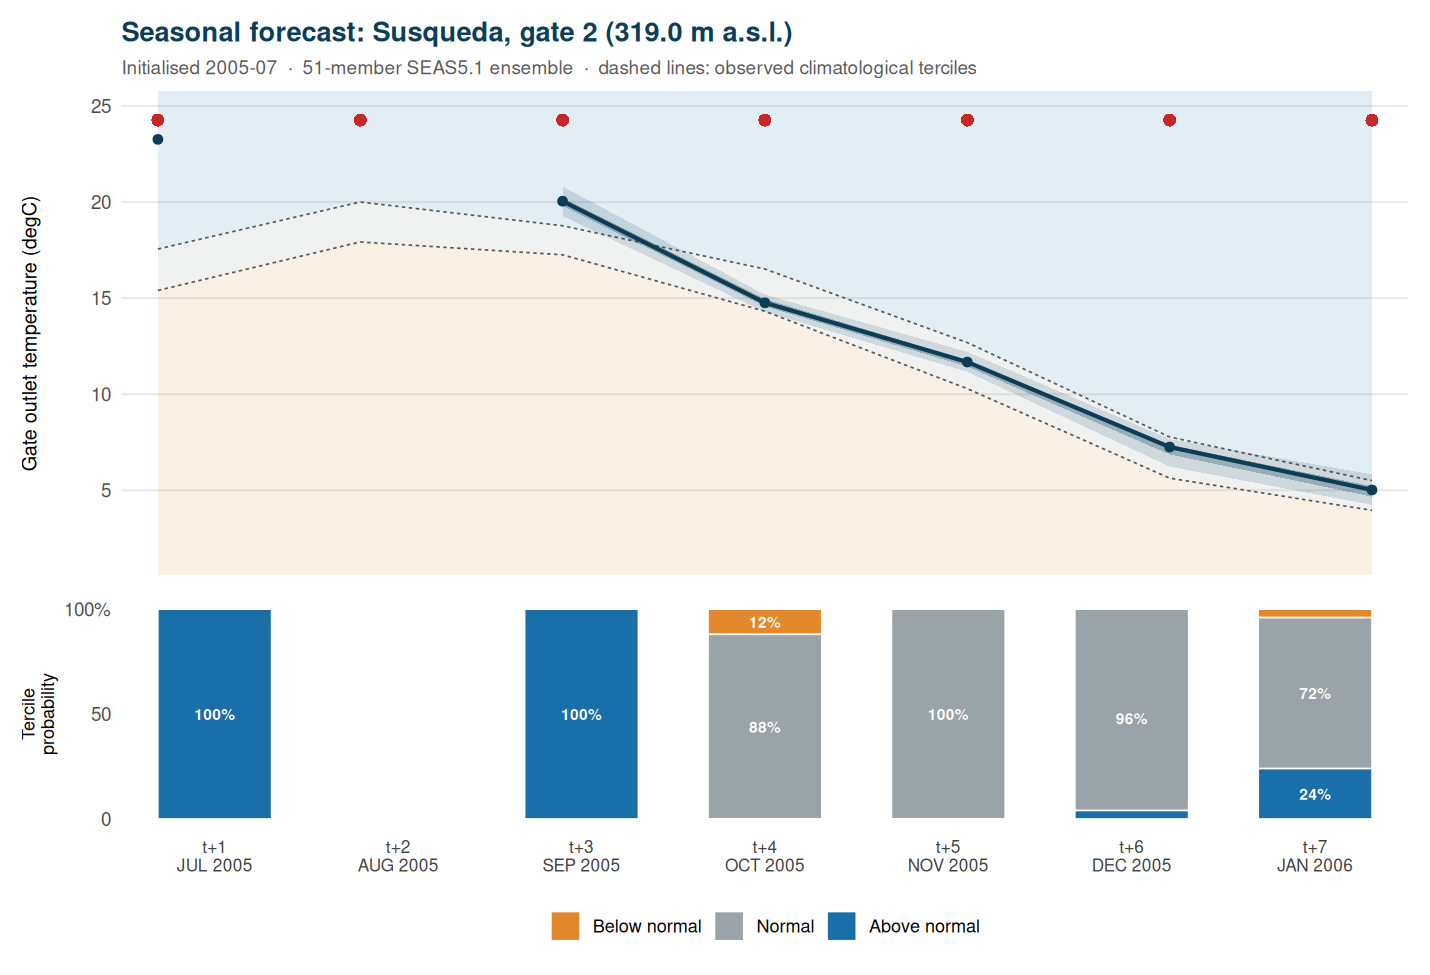 Seasonal forecast: Susqueda, gate 2 (319.0 m a.s.l.)
Initialised 2005-07 · 51-member SEAS5.1 ensemble · dashed lines: observed climatological terciles
Gate outlet temperature (degC)
25
20
15
10
5
Tercile
probability
100%
50
0
100%
100%
12%
88%
100%
96%
72%
24%
t+1
JUL 2005
t+2
AUG 2005
t+3
SEP 2005
t+4
OCT 2005
t+5
NOV 2005
t+6
DEC 2005
t+7
JAN 2006
Below normal
Normal
Above normal